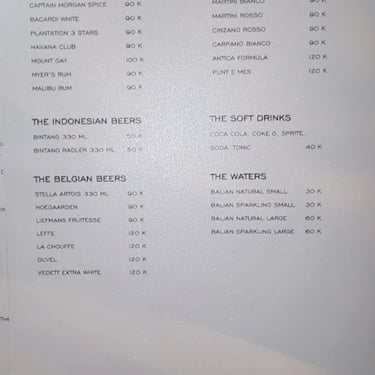 CAPTAIN MORGAN SPICE 90 K
BACARDI WHITE 90 K
PLANTATION 3 STARS 90 K
HAVANA CLUB 90 K
MOUNT GAY 100 K
MYER'S RUM 90 K
MALIBU RUM 90 K
MARTINI BIANCO 90 K
MARTINI ROSSO 90 K
CINZANO ROSSO 90 K
CARPANO BIANCO 90 K
ANTICA FORMULA 120 K
PUNT E MES 120 K
THE INDONESIAN BEERS
BINTANG 330 ML 50 K
BINTANG RADLER 330 ML 50 K
THE SOFT DRINKS
COCA COLA, COKE 0, SPRITE,
SODA, TONIC 40 K
THE BELGIAN BEERS
STELLA ARTOIS 330 ML 90 K
HOEGAARDEN 90 K
LIEFMANS FRUITESSE 90 K
LEFFE 120 K
LA CHOUFFE 120 K
DUVEL 120 K
VEDETT EXTRA WHITE 120 K
THE WATERS
BALIAN NATURAL SMALL 30 K
BALIAN SPARKLING SMALL 30 K
BALIAN NATURAL LARGE 60 K
BALIAN SPARKLING LARGE 60 K
THE